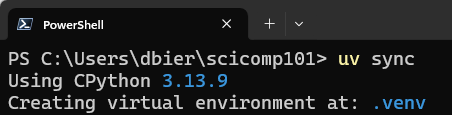 PowerShell
PS C:\Users\dbier\scicomp101> uv sync
Using CPython 3.13.9
Creating virtual environment at: .venv